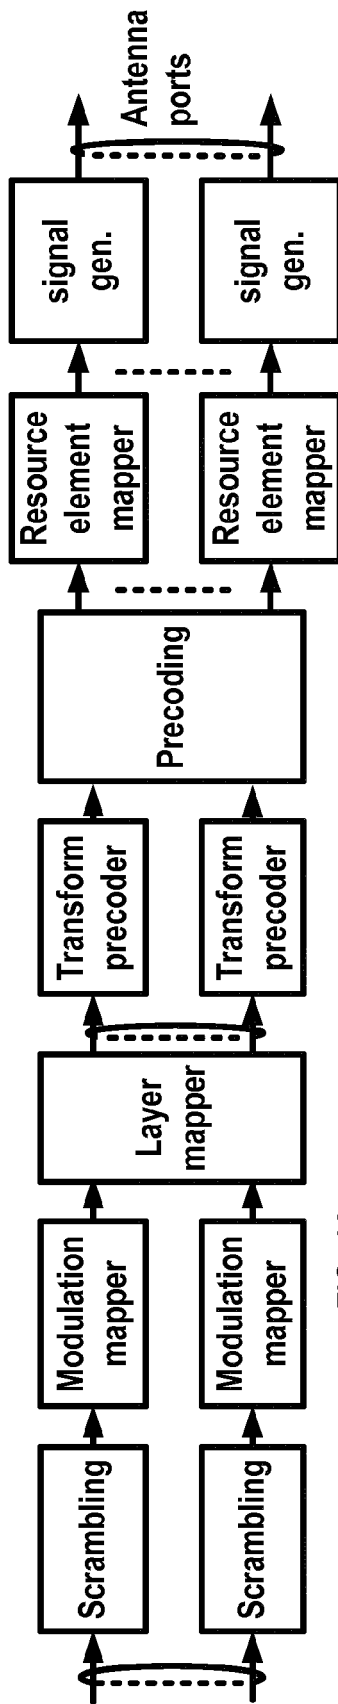 Scrambling
Scrambling
Modulation
mapper
Modulation
mapper
Layer
mapper
Transform
precoder
Transform
precoder
Precoding
Resource
element
mapper
Resource
element
mapper
signal
gen.
signal
gen.
Antenna
ports